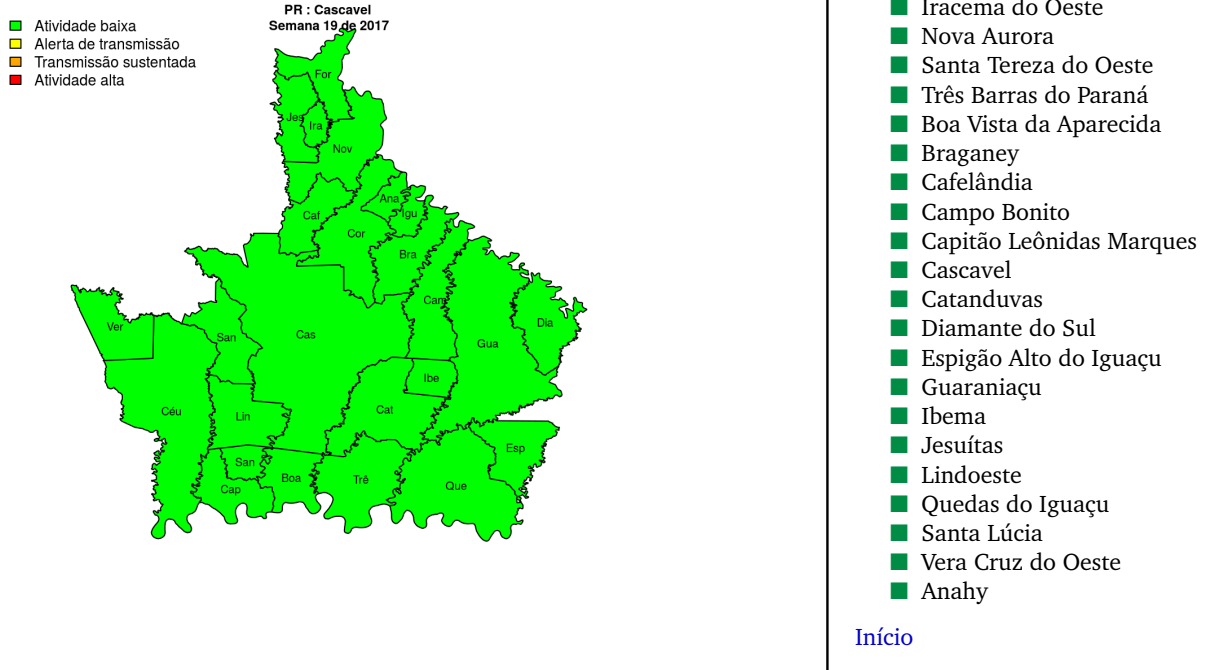 PR : Cascavel
Semana 19 de 2017
Atividade baixa
Alerta de transmissão
Transmissão sustentada
Atividade alta
For
Jes
Ira
Nov
Ana
Igu
Caf
Cor
Bra
Cam
Ver
San
Cas
Dia
Gua
Ibe
Céu
Lin
Cat
San
Esp
Cap
Boa
Trê
Que
Iracema do Oeste
Nova Aurora
Santa Tereza do Oeste
Três Barras do Paraná
Boa Vista da Aparecida
Braganey
Cafelândia
Campo Bonito
Capitão Leônidas Marques
Cascavel
Catanduvas
Diamante do Sul
Espigão Alto do Iguaçu
Guaraniaçu
Ibema
Jesuítas
Lindoeste
Quedas do Iguaçu
Santa Lúcia
Vera Cruz do Oeste
Anahy
Início